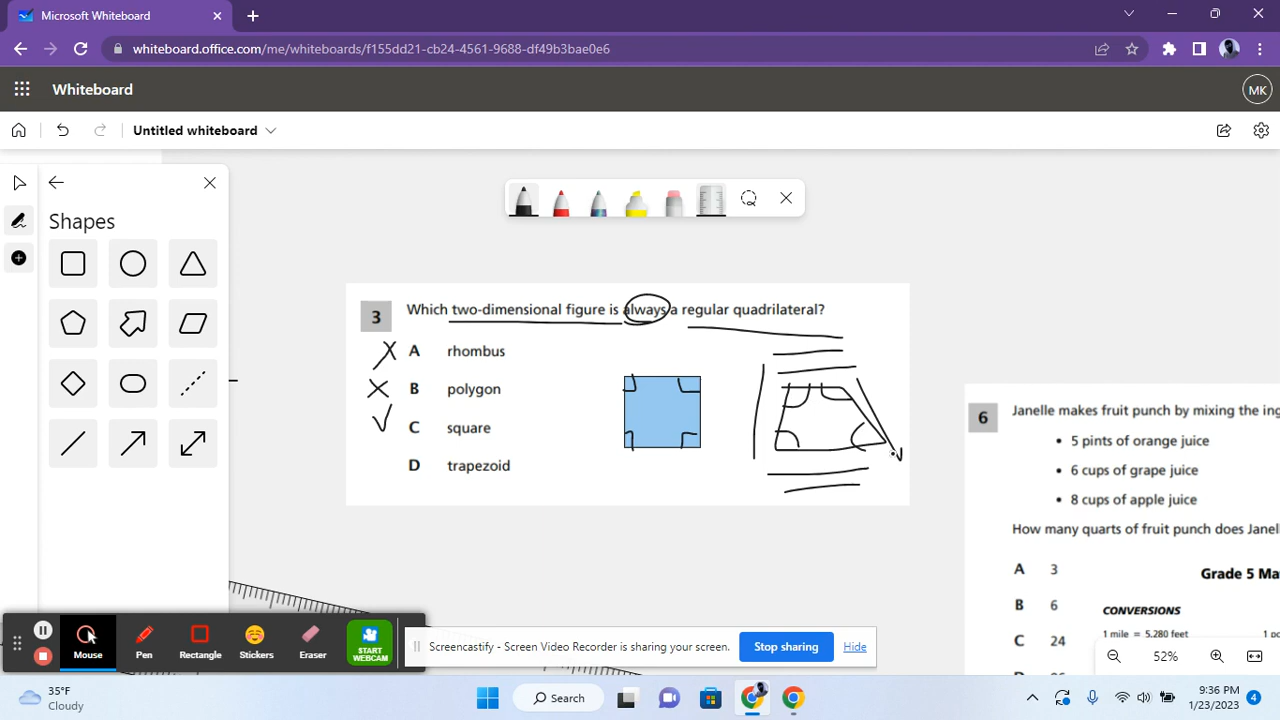 Microsoft Whiteboard
whiteboard.office.com/me/whiteboards/f155dd21-cb24-4561-9688-df49b3bae0e6
Whiteboard
MK
Untitled whiteboard
Shapes
3 Which two-dimensional figure is always a regular quadrilateral?
A rhombus
B polygon
C square
D trapezoid
6 Janelle makes fruit punch by mixing the ing
• 5 pints of orange juice
• 6 cups of grape juice
• 8 cups of apple juice
How many quarts of fruit punch does Janell
A 3
Grade 5 Ma
B 6
CONVERSIONS
C 24
1 mile = 5,280 feet
52%
Mouse
Pen
Rectangle
Stickers
Eraser
START WEBCAM
Screencastify - Screen Video Recorder is sharing your screen.
Stop sharing
Hide
35°F
Cloudy
Search
9:36 PM
1/23/2023
4